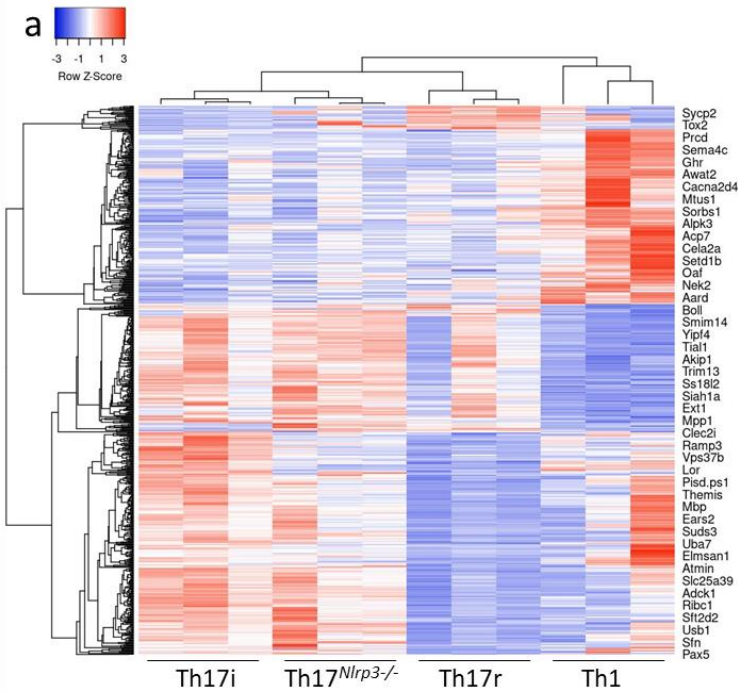 a
-3 -1 1 3
Row Z-Score
Sycp2
Tox2
Prcd
Sema4c
Ghr
Awat2
Cacna2d4
Mtus1
Sorbs1
Alpk3
Acp7
Cela2a
Setd1b
Oaf
Nek2
Aard
Boll
Smim14
Yipf4
Tial1
Akip1
Trim13
Ss18l2
Siah1a
Ext1
Mpp1
Clec2i
Ramp3
Vps37b
Lor
Pisd.ps1
Themis
Mbp
Ears2
Suds3
Uba7
Elmsan1
Atmin
Slc25a39
Adck1
Ribc1
Sft2d2
Usb1
Sfn
Pax5
Th17i Th17Nlrp3-/- Th17r Th1